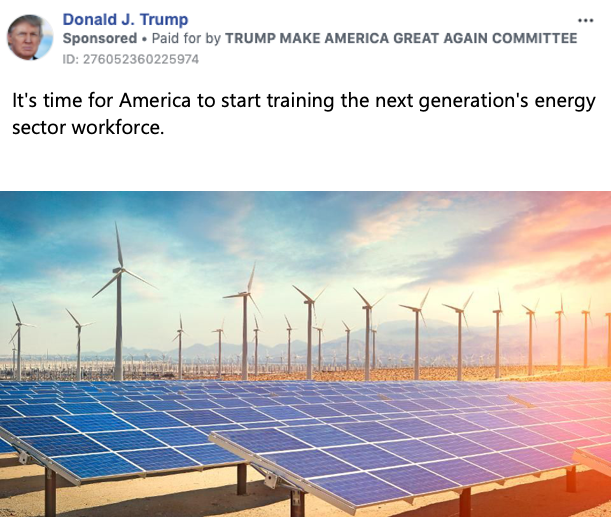 Donald J. Trump
Sponsored • Paid for by TRUMP MAKE AMERICA GREAT AGAIN COMMITTEE
ID: 276052360225974
It's time for America to start training the next generation's energy
sector workforce.